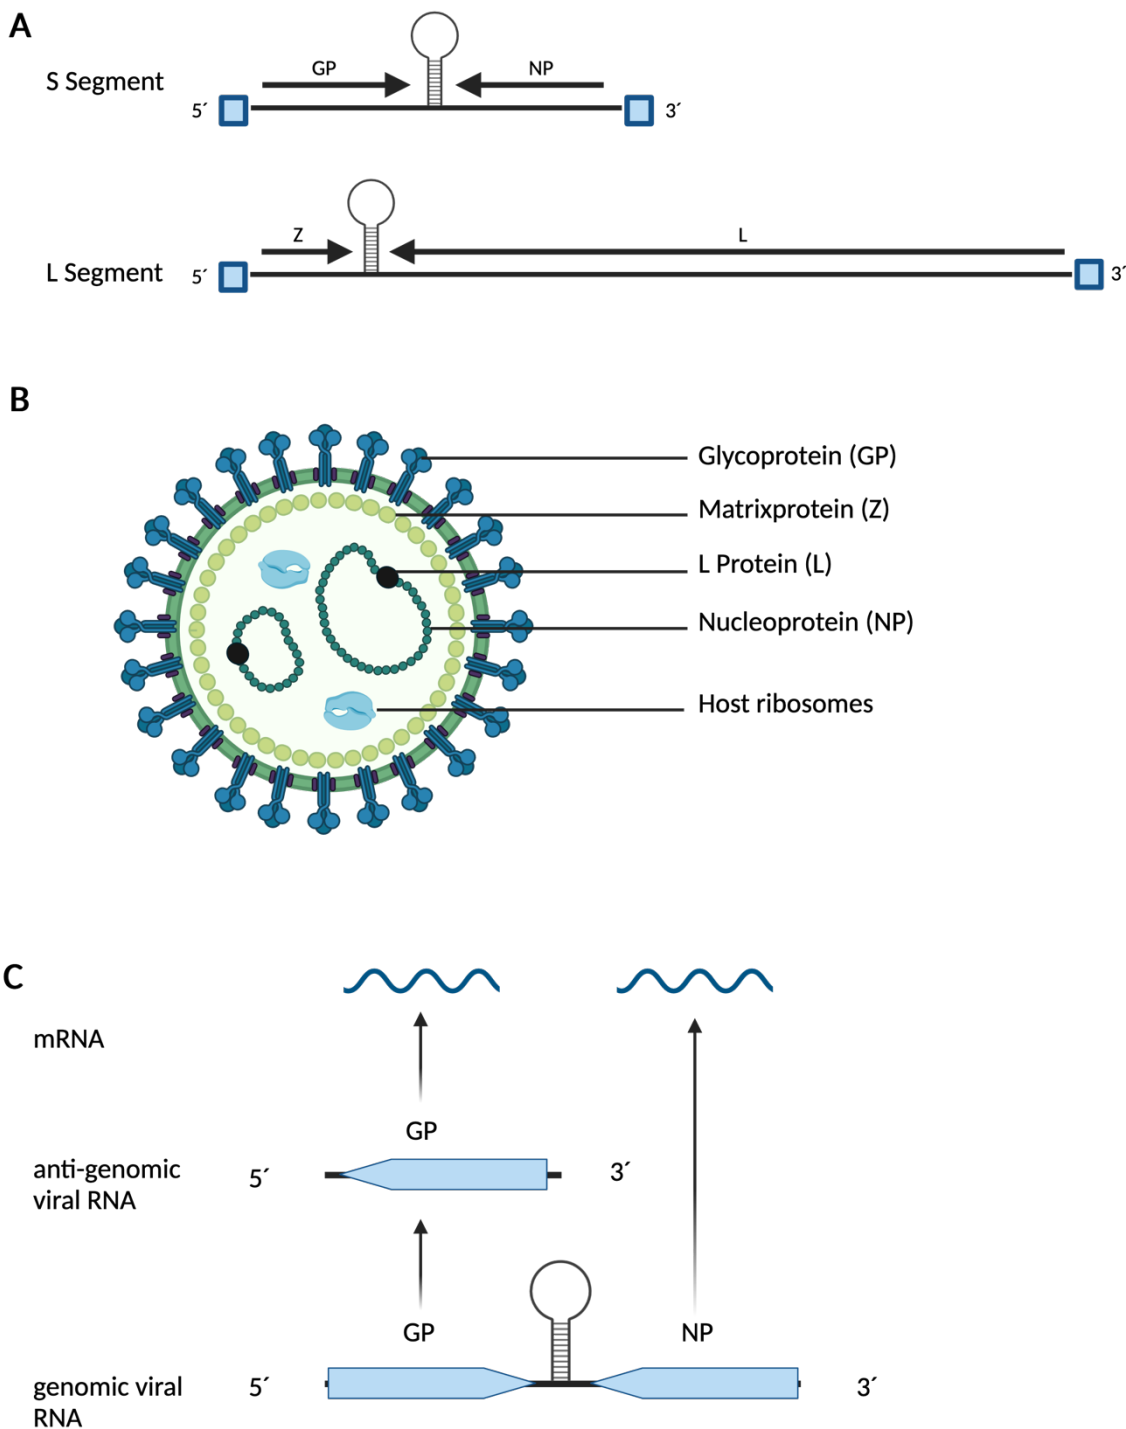 A
S Segment
GP
NP
5´
3´
Z
L
L Segment
5´
3´
B
Glycoprotein (GP)
Matrixprotein (Z)
L Protein (L)
Nucleoprotein (NP)
Host ribosomes
C
mRNA
GP
anti-genomic
viral RNA
5´
3´
GP
NP
genomic viral
RNA
5´
3´